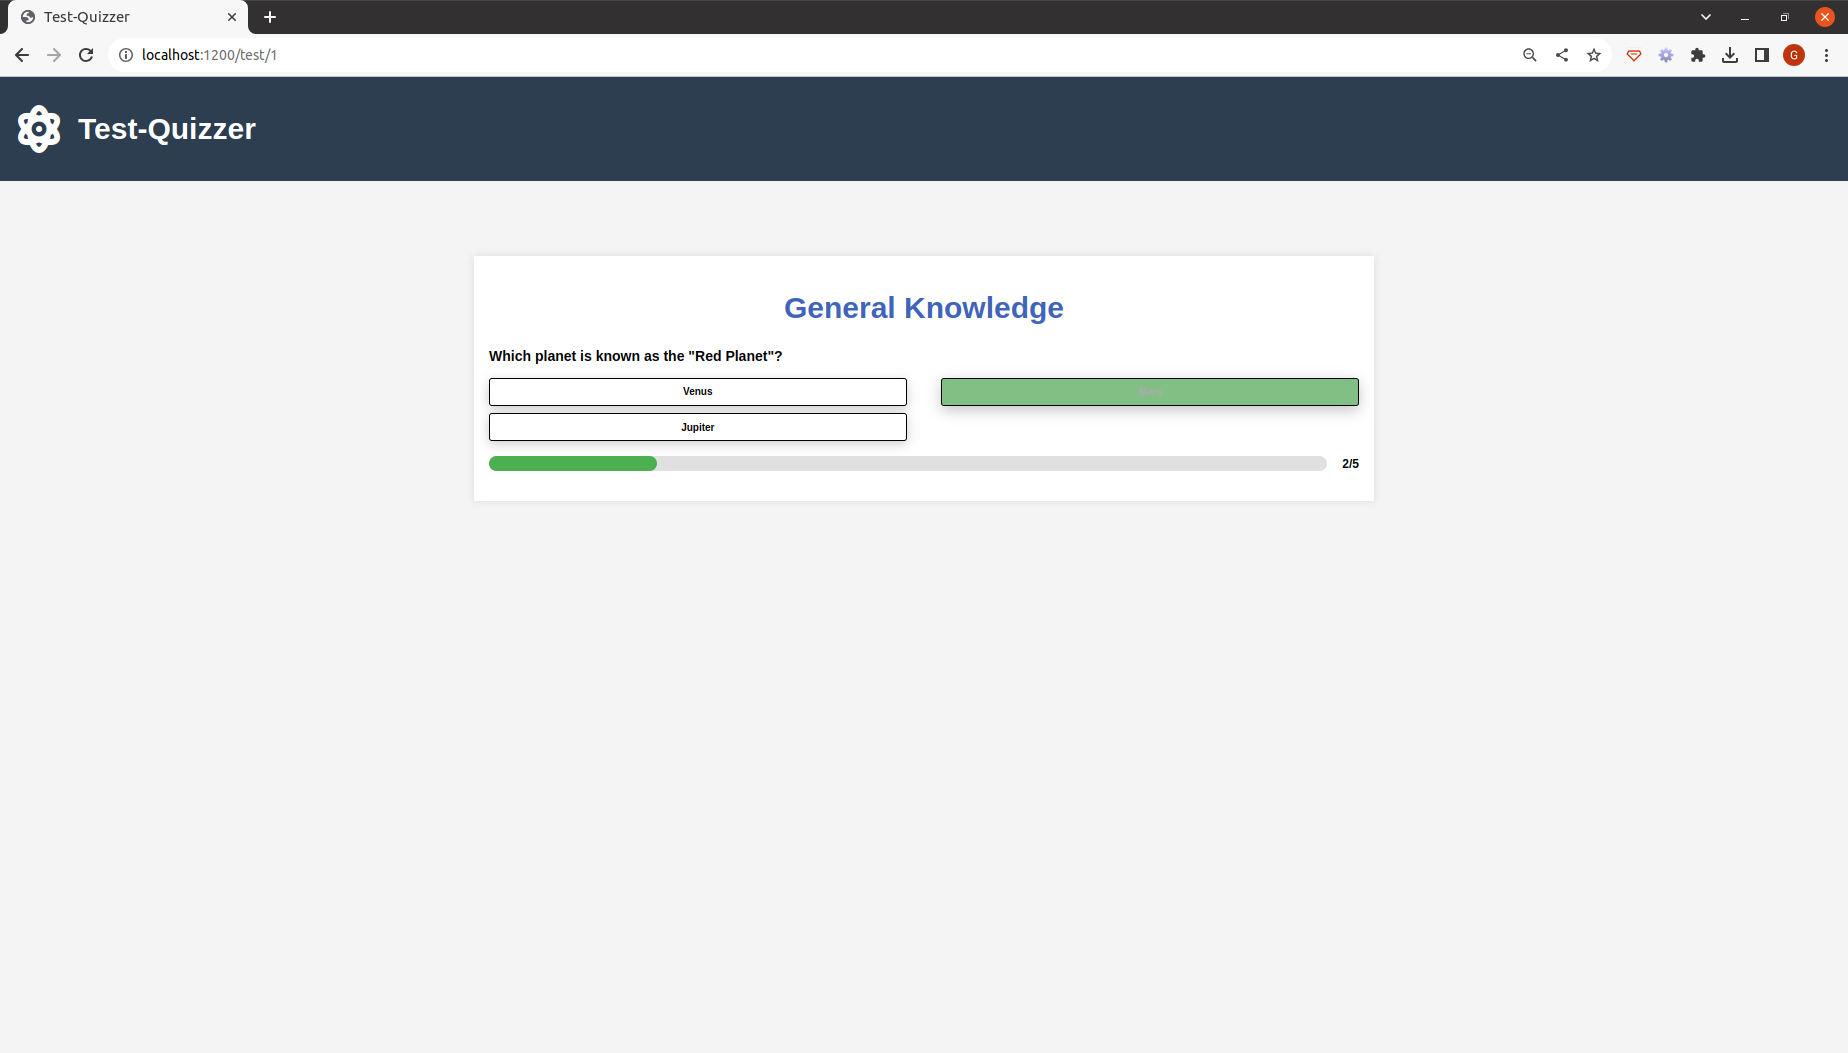 Test-Quizzer
localhost:1200/test/1
G
Test-Quizzer
General Knowledge
Which planet is known as the "Red Planet"?
Venus
Jupiter
2/5